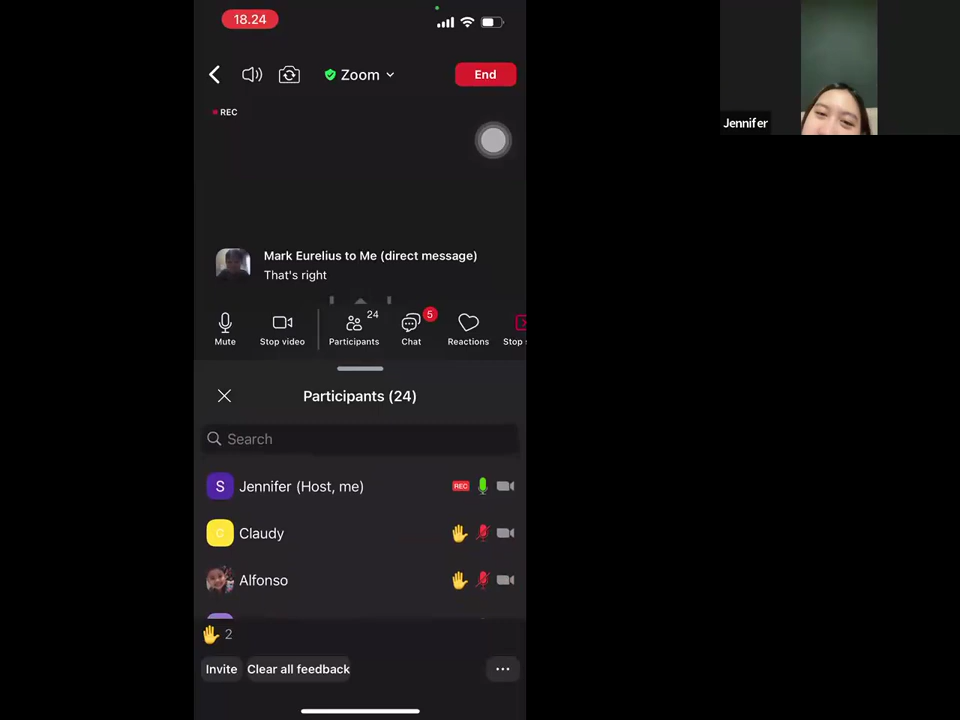 18.24
Zoom
End
REC
Jennifer
Mark Eurelius to Me (direct message)
That's right
24
5
Mute
Stop video
Participants
Chat
Reactions
Stop
Participants (24)
Search
S
Jennifer (Host, me)
REC
G
Claudy
Alfonso
2
Invite
Clear all feedback
...